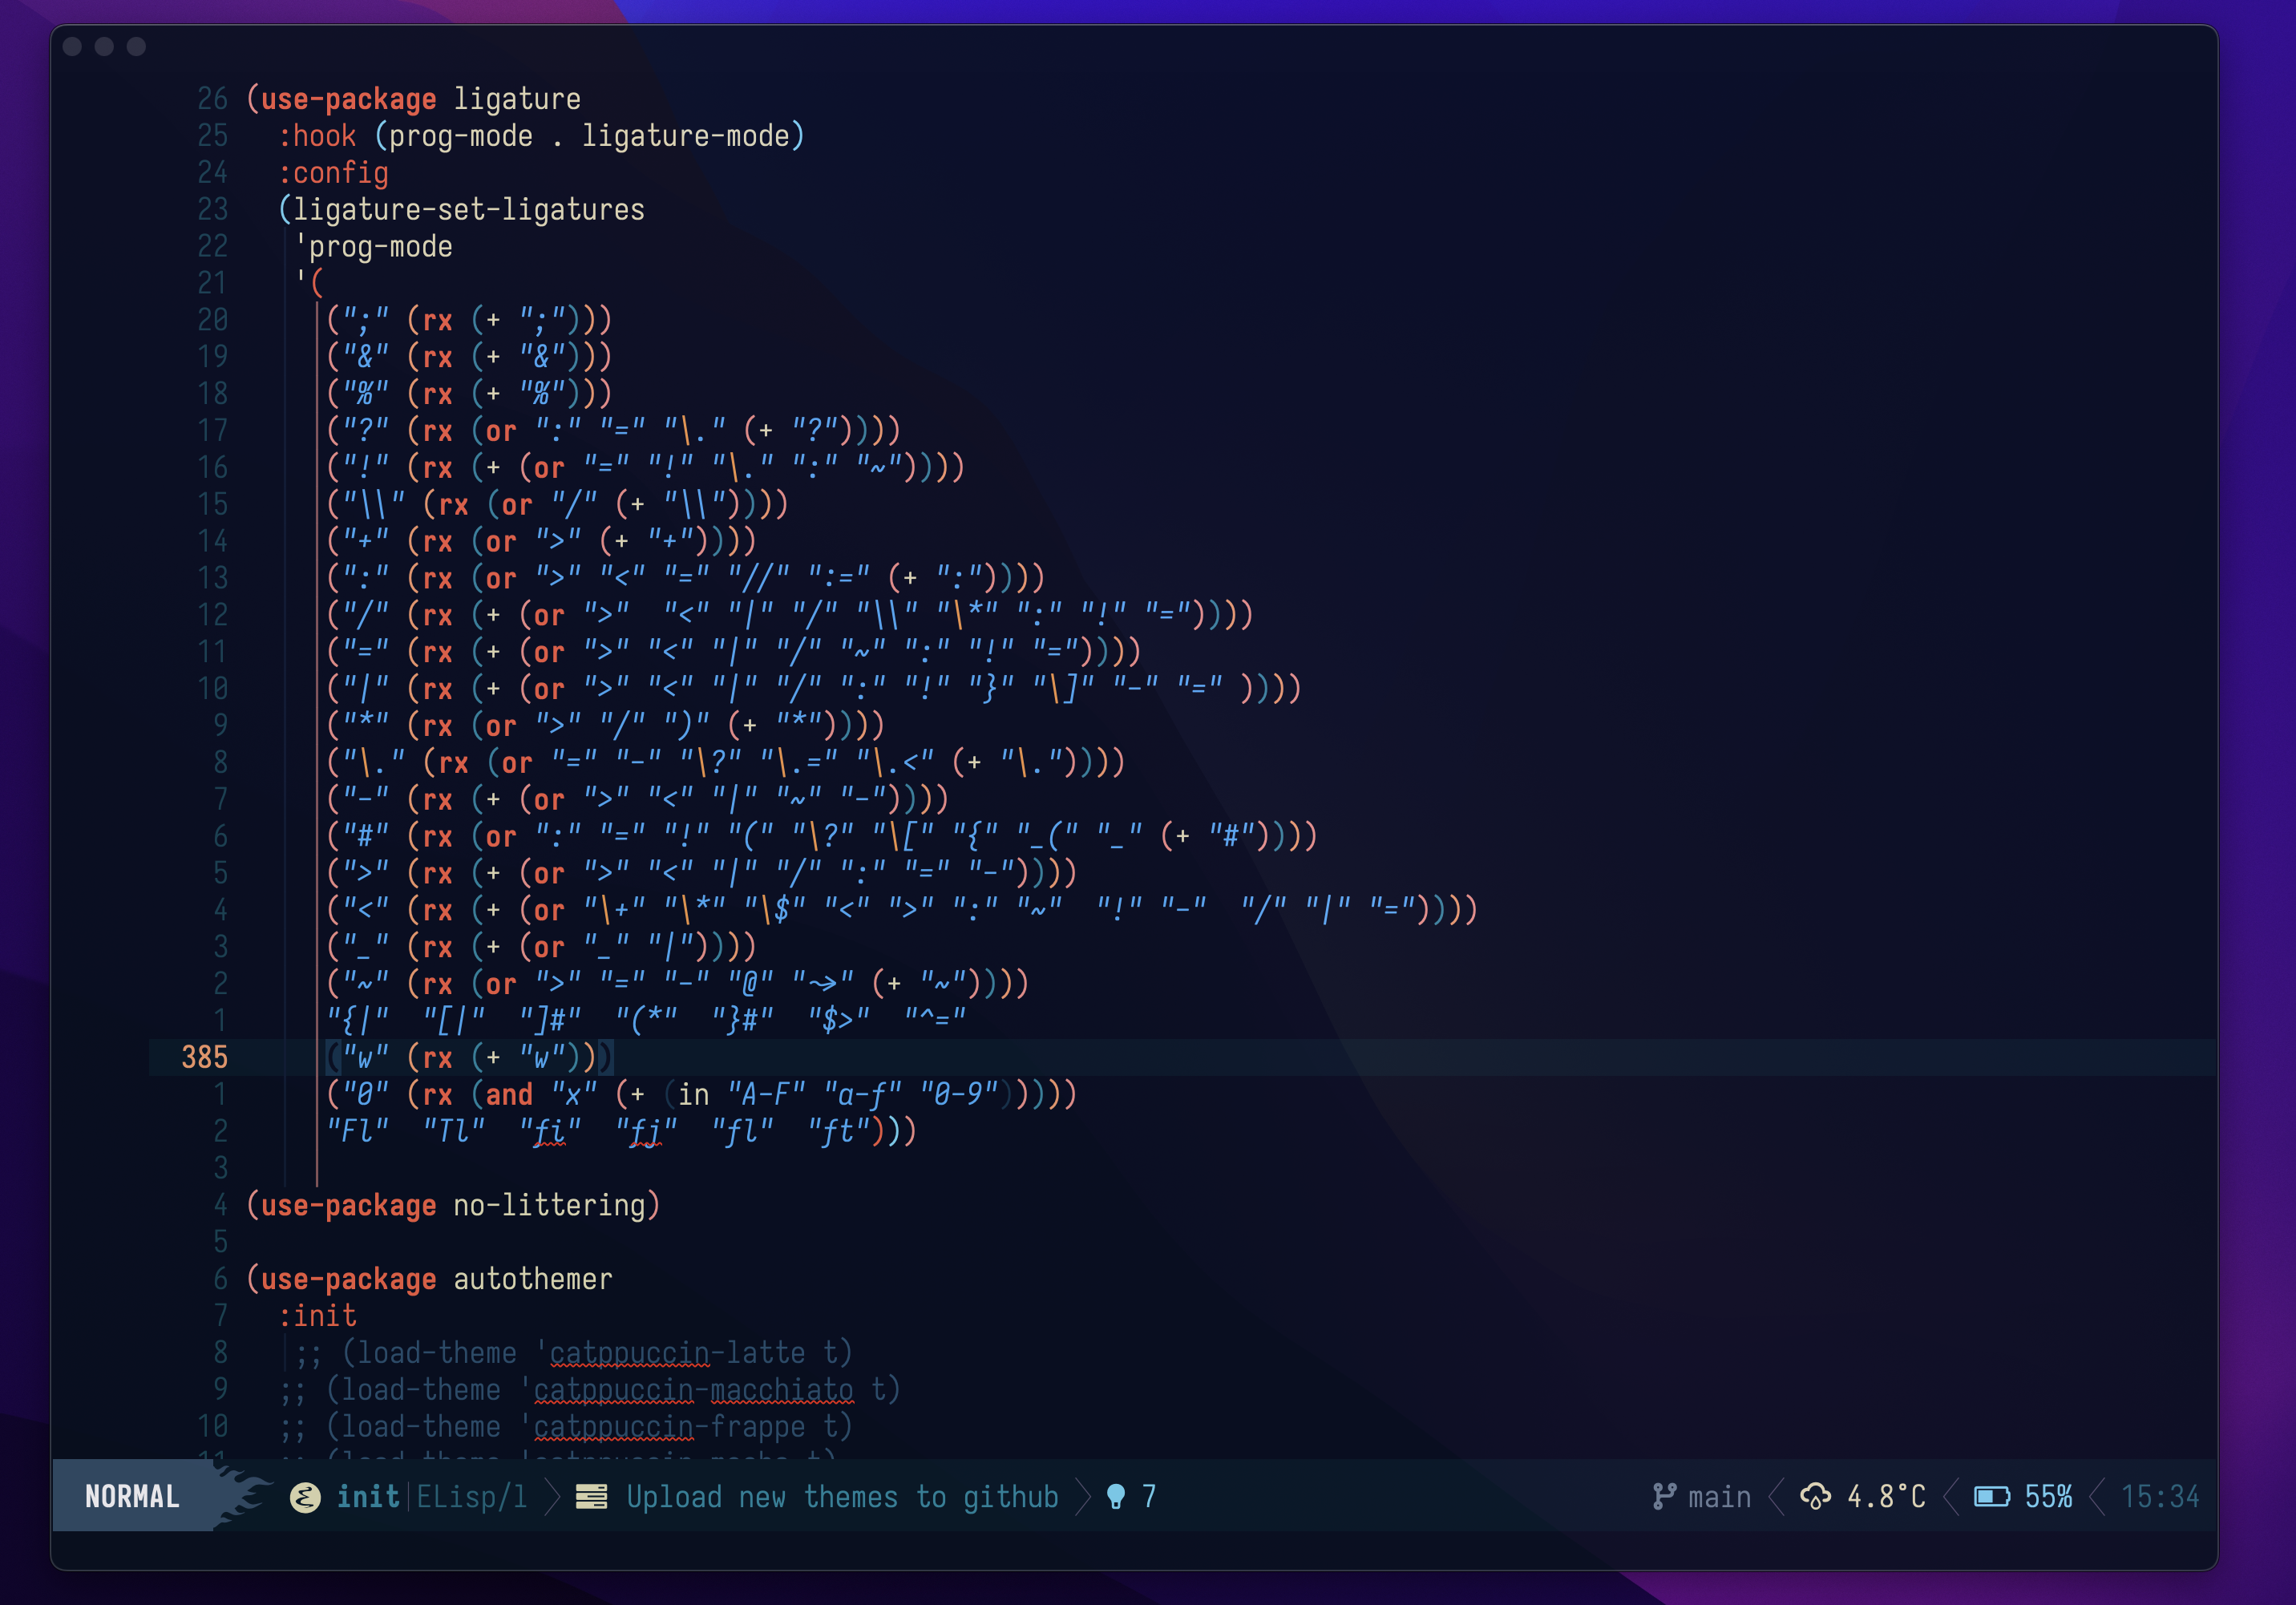 26 (use-package ligature
25   :hook (prog-mode . ligature-mode)
24   :config
23   (ligature-set-ligatures
22    'prog-mode
21    '(
20      (";" (rx (+ ";")))
19      ("&" (rx (+ "&")))
18      ("%" (rx (+ "%")))
17      ("?" (rx (or ":" "=" "\." (+ "?"))))
16      ("!" (rx (+ (or "=" "!" "\." ":" "~"))))
15      ("\\" (rx (or "/" (+ "\\"))))
14      ("+" (rx (or ">" (+ "+"))))
13      (":" (rx (or ">" "<" "=" "//" ":=" (+ ":"))))
12      ("/" (rx (+ (or ">"  "<" "|" "/" "\\" "\*" ":" "!" "="))))
11      ("=" (rx (+ (or ">" "<" "|" "/" "~" ":" "!" "="))))
10      ("|" (rx (+ (or ">" "<" "|" "/" ":" "!" "}" "\]" "-" "=" ))))
9      ("*" (rx (or ">" "/" ")" (+ "*"))))
8      ("\." (rx (or "=" "-" "\?" "\.=" "\.<" (+ "\."))))
7      ("-" (rx (+ (or ">" "<" "|" "~" "-"))))
6      ("#" (rx (or ":" "=" "!" "(" "\?" "\[" "{" "_(" "_" (+ "#"))))
5      (">" (rx (+ (or ">" "<" "|" "/" ":" "=" "-"))))
4      ("<" (rx (+ (or "\+" "\*" "\$" "<" ">" ":" "~"  "!" "-"  "/" "|" "="))))
3      ("_" (rx (+ (or "_" "|"))))
2      ("~" (rx (or ">" "=" "-" "@" "~>" (+ "~"))))
1      "{|"  "[|"  "]#"  "(*"  "}#"  "$>"  "^="
385      ("w" (rx (+ "w")))
1      ("0" (rx (and "x" (+ (in "A-F" "a-f" "0-9")))))
2      "Fl"  "Tl"  "fi"  "fj"  "fl"  "ft")))
3
4 (use-package no-littering)
5
6 (use-package autothemer
7   :init
8    ;; (load-theme 'catppuccin-latte t)
9   ;; (load-theme 'catppuccin-macchiato t)
10   ;; (load-theme 'catppuccin-frappe t)
11   ;; (load-theme 'catppuccin-mocha t)
NORMAL init ELisp/l Upload new themes to github 7 main 4.8°C 55% 15:34